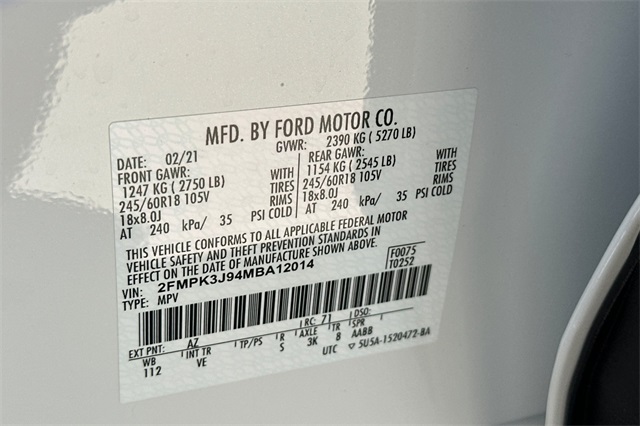 MFD. BY FORD MOTOR CO.
DATE: 02/21 GVWR: 2390 KG ( 5270 LB)
FRONT GAWR: REAR GAWR:
1247 KG ( 2750 LB) WITH 1154 KG ( 2545 LB) WITH
245/60R18 105V TIRES 245/60R18 105V TIRES
18x8.0J RIMS 18x8.0J RIMS
AT 240 kPa/ 35 PSI COLD AT 240 kPa/ 35 PSI COLD
THIS VEHICLE CONFORMS TO ALL APPLICABLE FEDERAL MOTOR
VEHICLE SAFETY AND THEFT PREVENTION STANDARDS IN
EFFECT ON THE DATE OF MANUFACTURE SHOWN ABOVE.
VIN: 2FMPK3J94MBA12014 F0075
TYPE: MPV T0252
RC: 71 DSO:
EXT PNT: AZ
WB INT TR TP/PS R AXLE TR SPR
112 VE S 3K 8 AABB
UTC ▽ 5U5A-1520472-BA